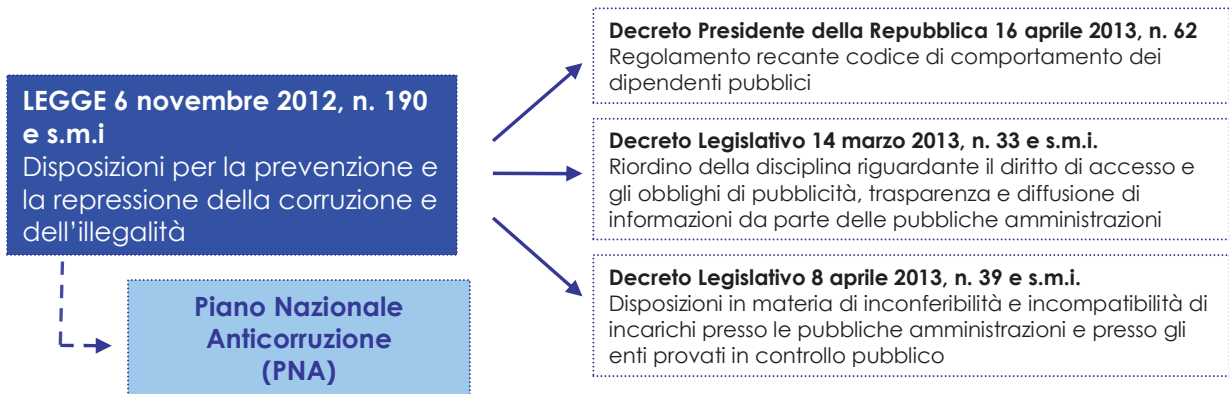 LEGGE 6 novembre 2012, n. 190
e s.m.i
Disposizioni per la prevenzione e
la repressione della corruzione e
dell’illegalità
Piano Nazionale
Anticorruzione
(PNA)
Decreto Presidente della Repubblica 16 aprile 2013, n. 62
Regolamento recante codice di comportamento dei
dipendenti pubblici
Decreto Legislativo 14 marzo 2013, n. 33 e s.m.i.
Riordino della disciplina riguardante il diritto di accesso e
gli obblighi di pubblicità, trasparenza e diffusione di
informazioni da parte delle pubbliche amministrazioni
Decreto Legislativo 8 aprile 2013, n. 39 e s.m.i.
Disposizioni in materia di inconferibilità e incompatibilità di
incarichi presso le pubbliche amministrazioni e presso gli
enti provati in controllo pubblico